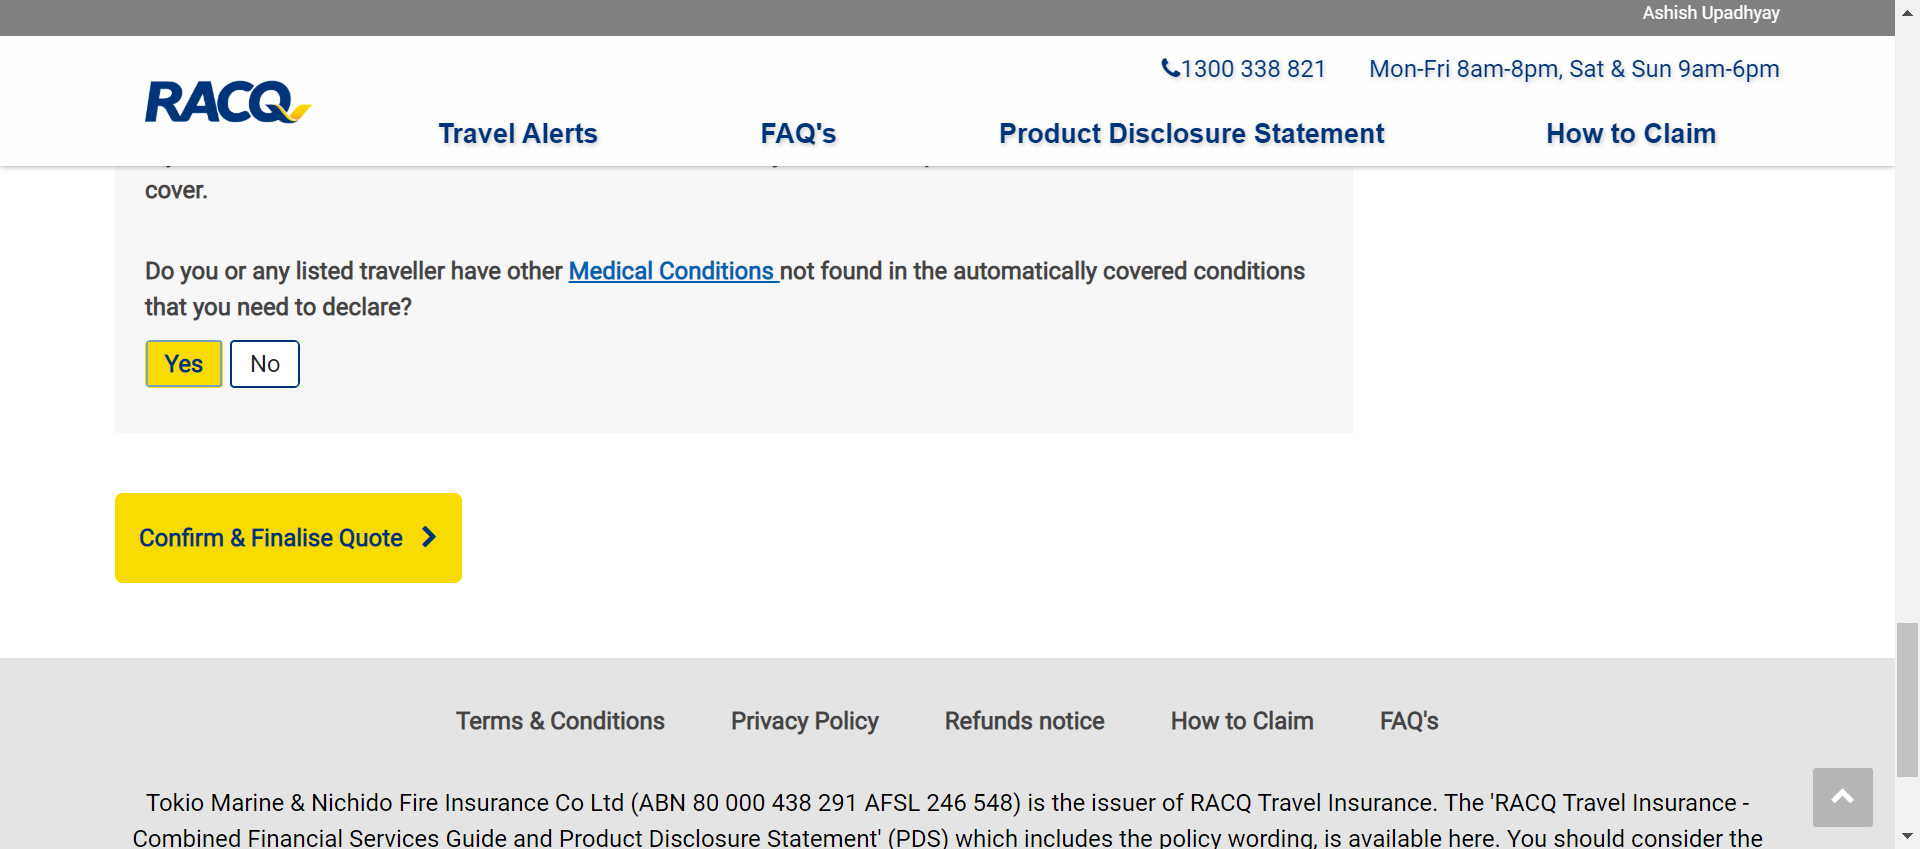 Ashish Upadhyay
1300 338 821 Mon-Fri 8am-8pm, Sat & Sun 9am-6pm
RACQ
Travel Alerts FAQ's Product Disclosure Statement How to Claim
cover.
Do you or any listed traveller have other Medical Conditions not found in the automatically covered conditions
that you need to declare?
Yes No
Confirm & Finalise Quote
Terms & Conditions Privacy Policy Refunds notice How to Claim FAQ's
Tokio Marine & Nichido Fire Insurance Co Ltd (ABN 80 000 438 291 AFSL 246 548) is the issuer of RACQ Travel Insurance. The 'RACQ Travel Insurance -
Combined Financial Services Guide and Product Disclosure Statement' (PDS) which includes the policy wording, is available here. You should consider the